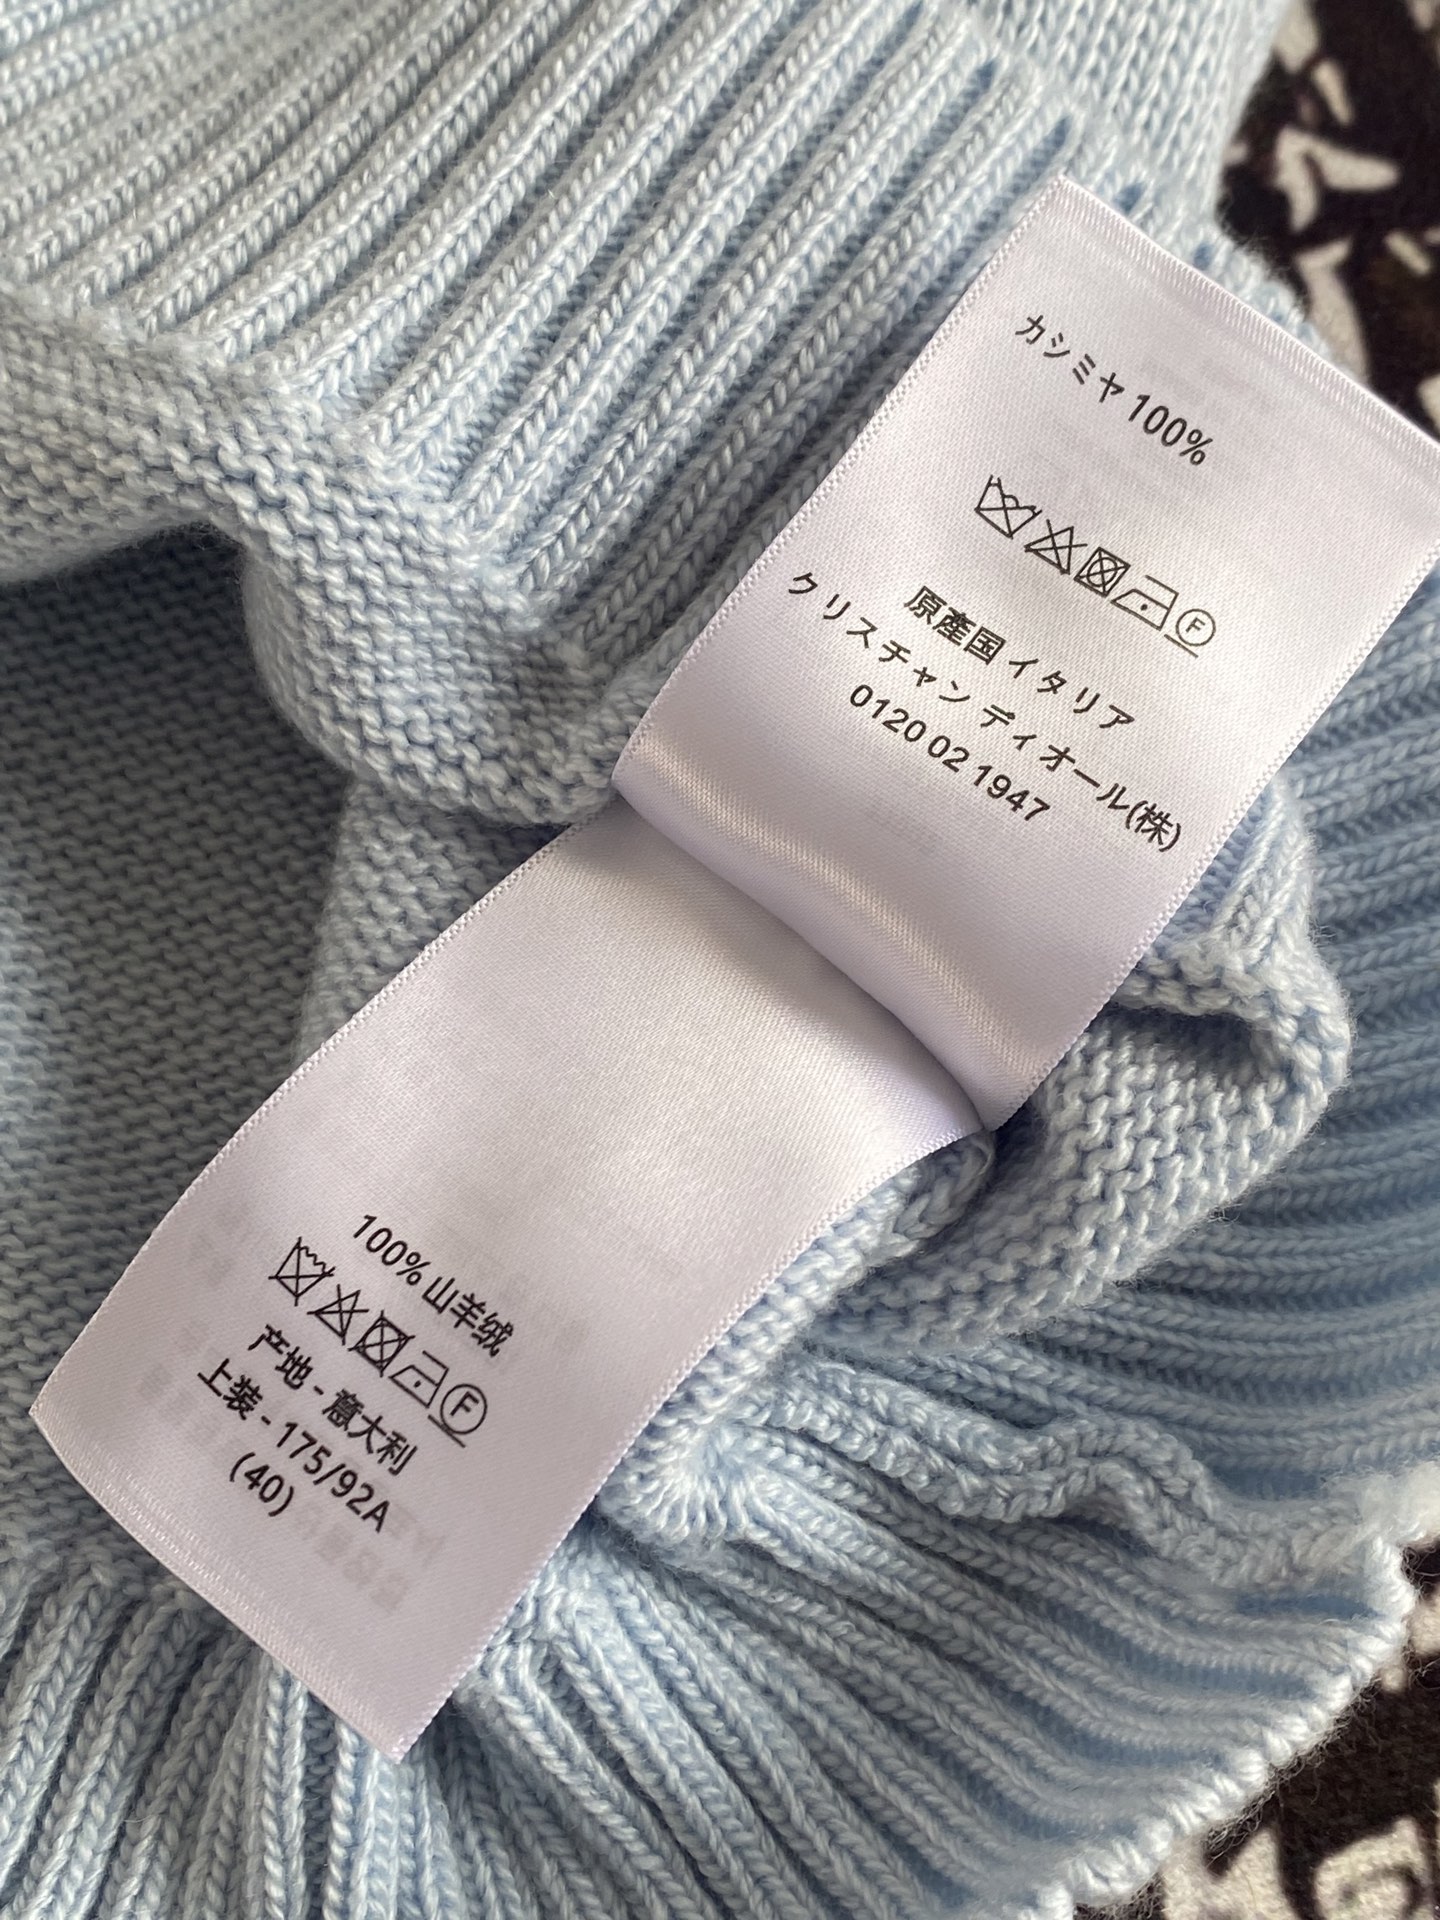 カシミヤ 100%
F
原産国 イタリア
クリスチャン ディオール(株)
0120 02 1947
100% 山羊绒
F
产地 - 意大利
上装 - 175/92A
(40)